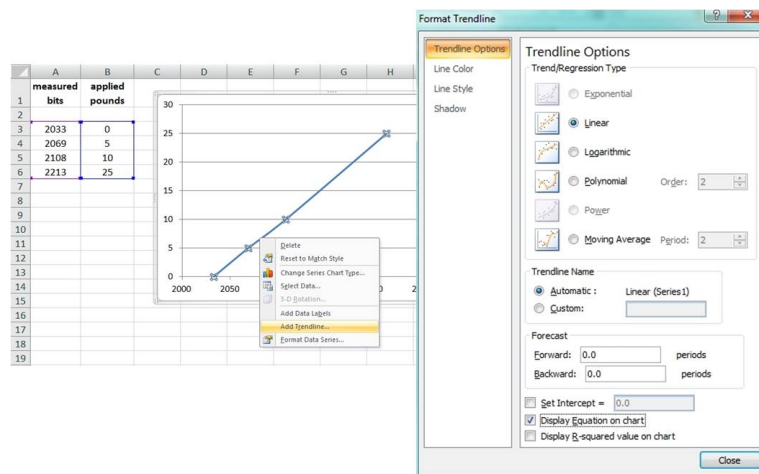 A B C D E F G H
1 measured bits applied pounds
2
3 2033 0
4 2069 5
5 2108 10
6 2213 25
7
8
9
10
11
12
13
14
15
16
17
18
19
30
25
20
15
10
5
0
2000 2050 2
Delete
Reset to Match Style
Change Series Chart Type...
Select Data...
3-D Rotation...
Add Data Labels
Add Trendline...
Format Data Series...
Format Trendline
Trendline Options
Line Color
Line Style
Shadow
Trendline Options
Trend/Regression Type
Exponential
Linear
Logarithmic
Polynomial Order: 2
Power
Moving Average Period: 2
Trendline Name
Automatic : Linear (Series1)
Custom:
Forecast
Forward: 0.0 periods
Backward: 0.0 periods
Set Intercept = 0.0
Display Equation on chart
Display R-squared value on chart
Close